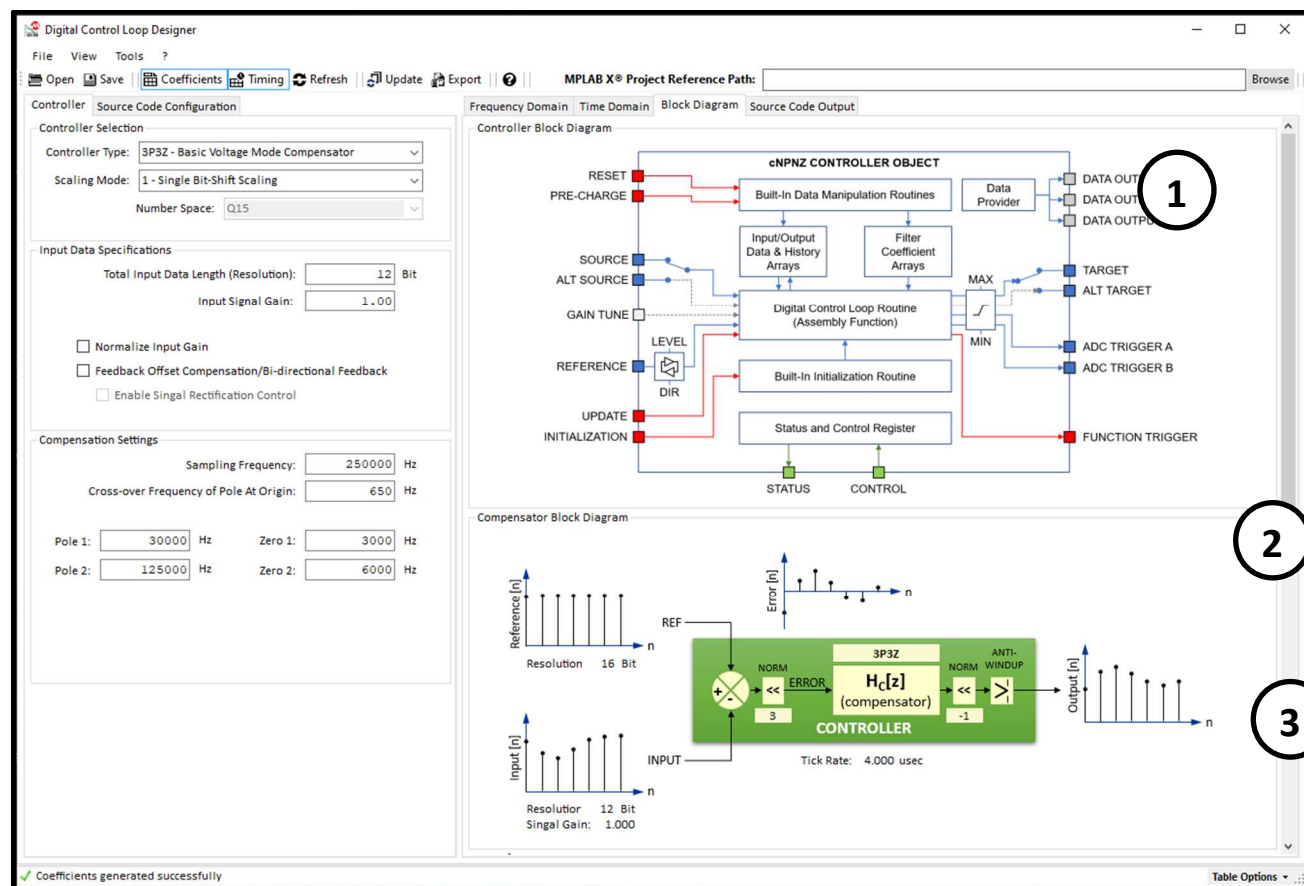 Digital Control Loop Designer
File View Tools ?
Open Save Coefficients Timing Refresh Update Export MPLAB X® Project Reference Path: Browse
Controller Source Code Configuration
Controller Selection
Controller Type: 3P3Z - Basic Voltage Mode Compensator
Scaling Mode: 1 - Single Bit-Shift Scaling
Number Space: Q15
Input Data Specifications
Total Input Data Length (Resolution): 12 Bit
Input Signal Gain: 1.00
Normalize Input Gain
Feedback Offset Compensation/Bi-directional Feedback
Enable Singal Rectification Control
Compensation Settings
Sampling Frequency: 250000 Hz
Cross-over Frequency of Pole At Origin: 650 Hz
Pole 1: 30000 Hz Zero 1: 3000 Hz
Pole 2: 125000 Hz Zero 2: 6000 Hz
Frequency Domain Time Domain Block Diagram Source Code Output
Controller Block Diagram
cNPNZ CONTROLLER OBJECT
RESET
PRE-CHARGE
Built-In Data Manipulation Routines
Data
Provider
DATA OUT
DATA OUT
DATA OUTPU
1
Input/Output
Data & History
Arrays
Filter
Coefficient
Arrays
SOURCE
ALT SOURCE
GAIN TUNE
MAX
TARGET
ALT TARGET
Digital Control Loop Routine
(Assembly Function)
MIN
LEVEL
REFERENCE
DIR
ADC TRIGGER A
ADC TRIGGER B
Built-In Initialization Routine
UPDATE
INITIALIZATION
Status and Control Register
FUNCTION TRIGGER
STATUS CONTROL
Compensator Block Diagram
2
Reference [n]
n
Resolution 16 Bit
Error [n]
n
REF
3P3Z
NORM
<<
3
ERROR
HC[z]
(compensator)
NORM
<<
-1
ANTI-
WINDUP
CONTROLLER
Output [n]
n
3
Input [n]
n
INPUT
Tick Rate: 4.000 usec
Resolutior 12 Bit
Singal Gain: 1.000
Coefficients generated successfully
Table Options